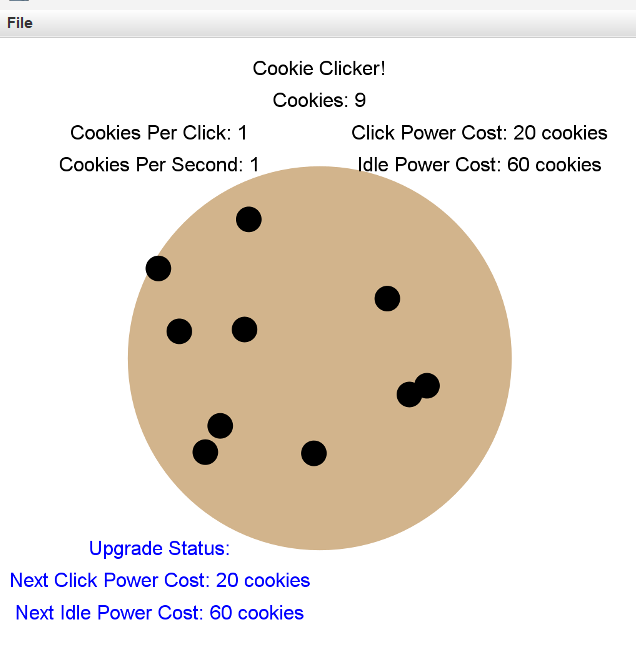 File
Cookie Clicker!
Cookies: 9
Cookies Per Click: 1 Click Power Cost: 20 cookies
Cookies Per Second: 1 Idle Power Cost: 60 cookies
Upgrade Status:
Next Click Power Cost: 20 cookies
Next Idle Power Cost: 60 cookies